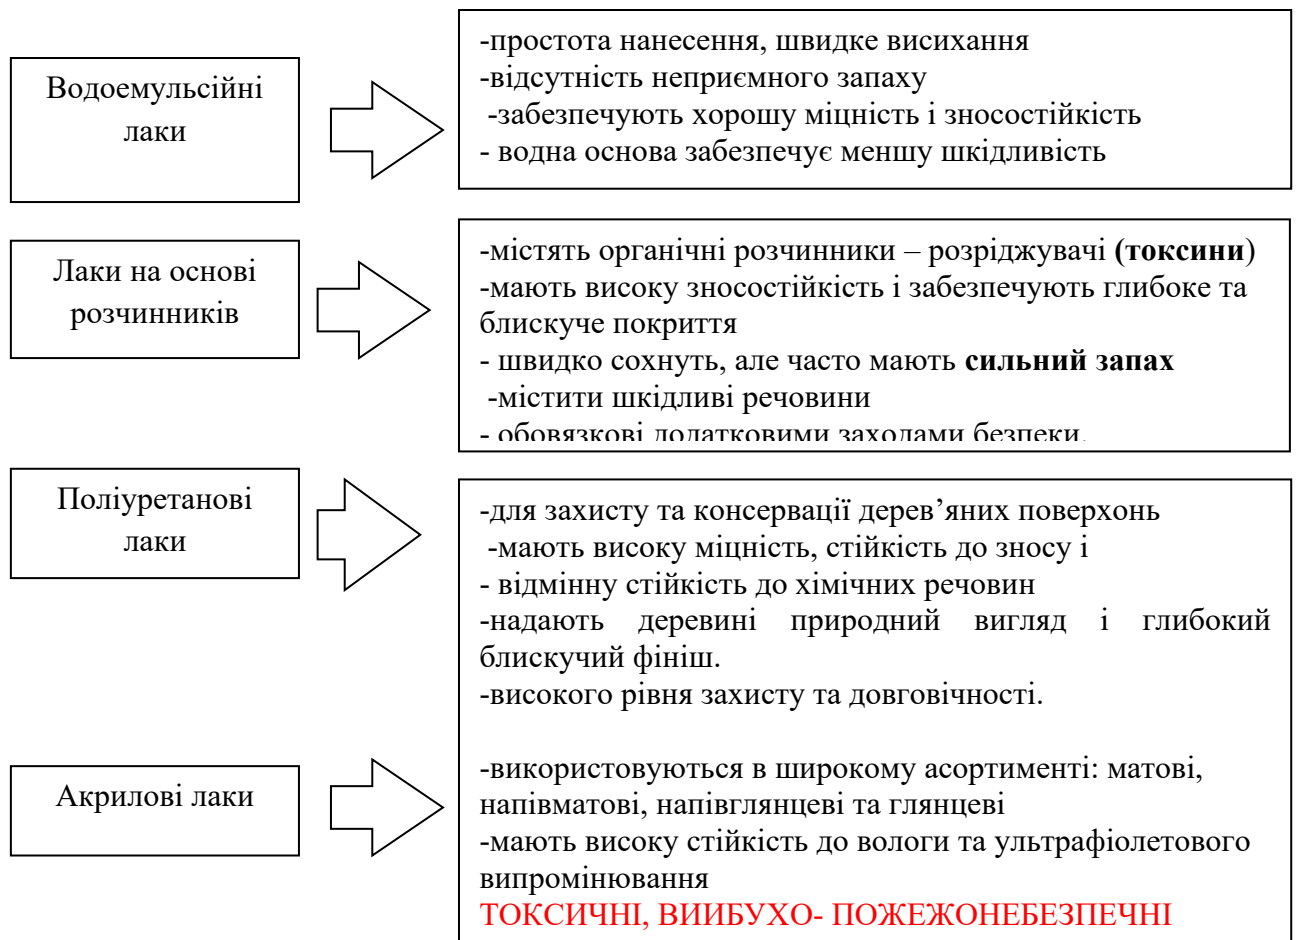 Водоемульсійні
лаки
-простота нанесення, швидке висихання
-відсутність неприємного запаху
-забезпечують хорошу міцність і зносостійкість
- водна основа забезпечує меншу шкідливість
Лаки на основі
розчинників
-містять органічні розчинники – розріджувачі (токсини)
-мають високу зносостійкість і забезпечують глибоке та
блискуче покриття
- швидко сохнуть, але часто мають сильний запах
-містити шкідливі речовини
- обовязкові додатковими заходами безпеки.
Поліуретанові
лаки
-для захисту та консервації дерев’яних поверхонь
-мають високу міцність, стійкість до зносу і
- відмінну стійкість до хімічних речовин
-надають деревині природний вигляд і глибокий
блискучий фініш.
-високого рівня захисту та довговічності.
Акрилові лаки
-використовуються в широкому асортименті: матові,
напівматові, напівглянцеві та глянцеві
-мають високу стійкість до вологи та ультрафіолетового
випромінювання
ТОКСИЧНІ, ВИИБУХО- ПОЖЕЖОНЕБЕЗПЕЧНІ